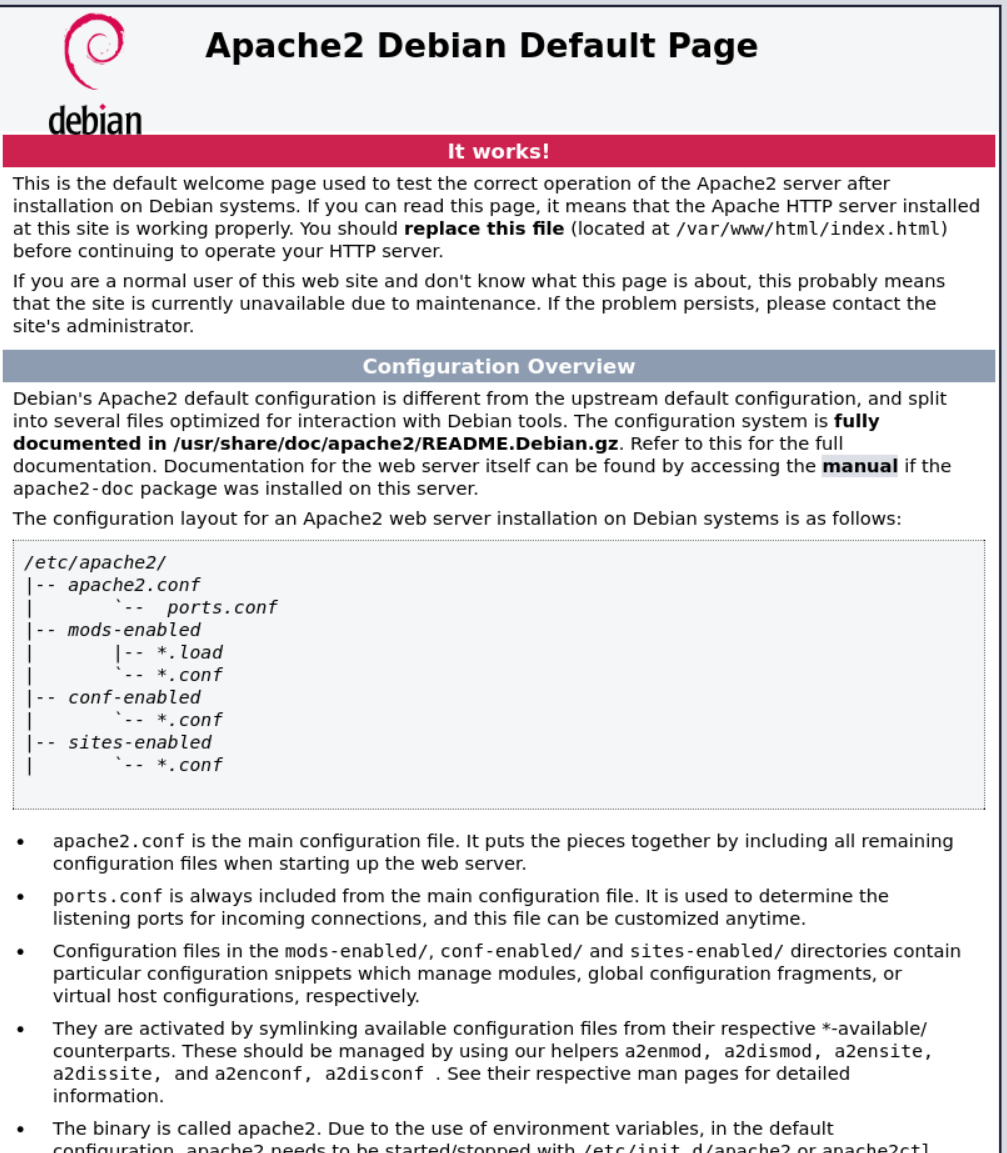 debian
Apache2 Debian Default Page
It works!
This is the default welcome page used to test the correct operation of the Apache2 server after
installation on Debian systems. If you can read this page, it means that the Apache HTTP server installed
at this site is working properly. You should replace this file (located at /var/www/html/index.html)
before continuing to operate your HTTP server.
If you are a normal user of this web site and don't know what this page is about, this probably means
that the site is currently unavailable due to maintenance. If the problem persists, please contact the
site's administrator.
Configuration Overview
Debian's Apache2 default configuration is different from the upstream default configuration, and split
into several files optimized for interaction with Debian tools. The configuration system is fully
documented in /usr/share/doc/apache2/README.Debian.gz. Refer to this for the full
documentation. Documentation for the web server itself can be found by accessing the manual if the
apache2-doc package was installed on this server.
The configuration layout for an Apache2 web server installation on Debian systems is as follows:
/etc/apache2/
|-- apache2.conf
|       `--  ports.conf
|-- mods-enabled
|       |-- *.load
|       `-- *.conf
|-- conf-enabled
|       `-- *.conf
|-- sites-enabled
|       `-- *.conf
• apache2.conf is the main configuration file. It puts the pieces together by including all remaining
configuration files when starting up the web server.
• ports.conf is always included from the main configuration file. It is used to determine the
listening ports for incoming connections, and this file can be customized anytime.
• Configuration files in the mods-enabled/, conf-enabled/ and sites-enabled/ directories contain
particular configuration snippets which manage modules, global configuration fragments, or
virtual host configurations, respectively.
• They are activated by symlinking available configuration files from their respective *-available/
counterparts. These should be managed by using our helpers a2enmod, a2dismod, a2ensite,
a2dissite, and a2enconf, a2disconf . See their respective man pages for detailed
information.
• The binary is called apache2. Due to the use of environment variables, in the default
configuration, apache2 needs to be started/stopped with /etc/init.d/apache2 or apache2ctl.